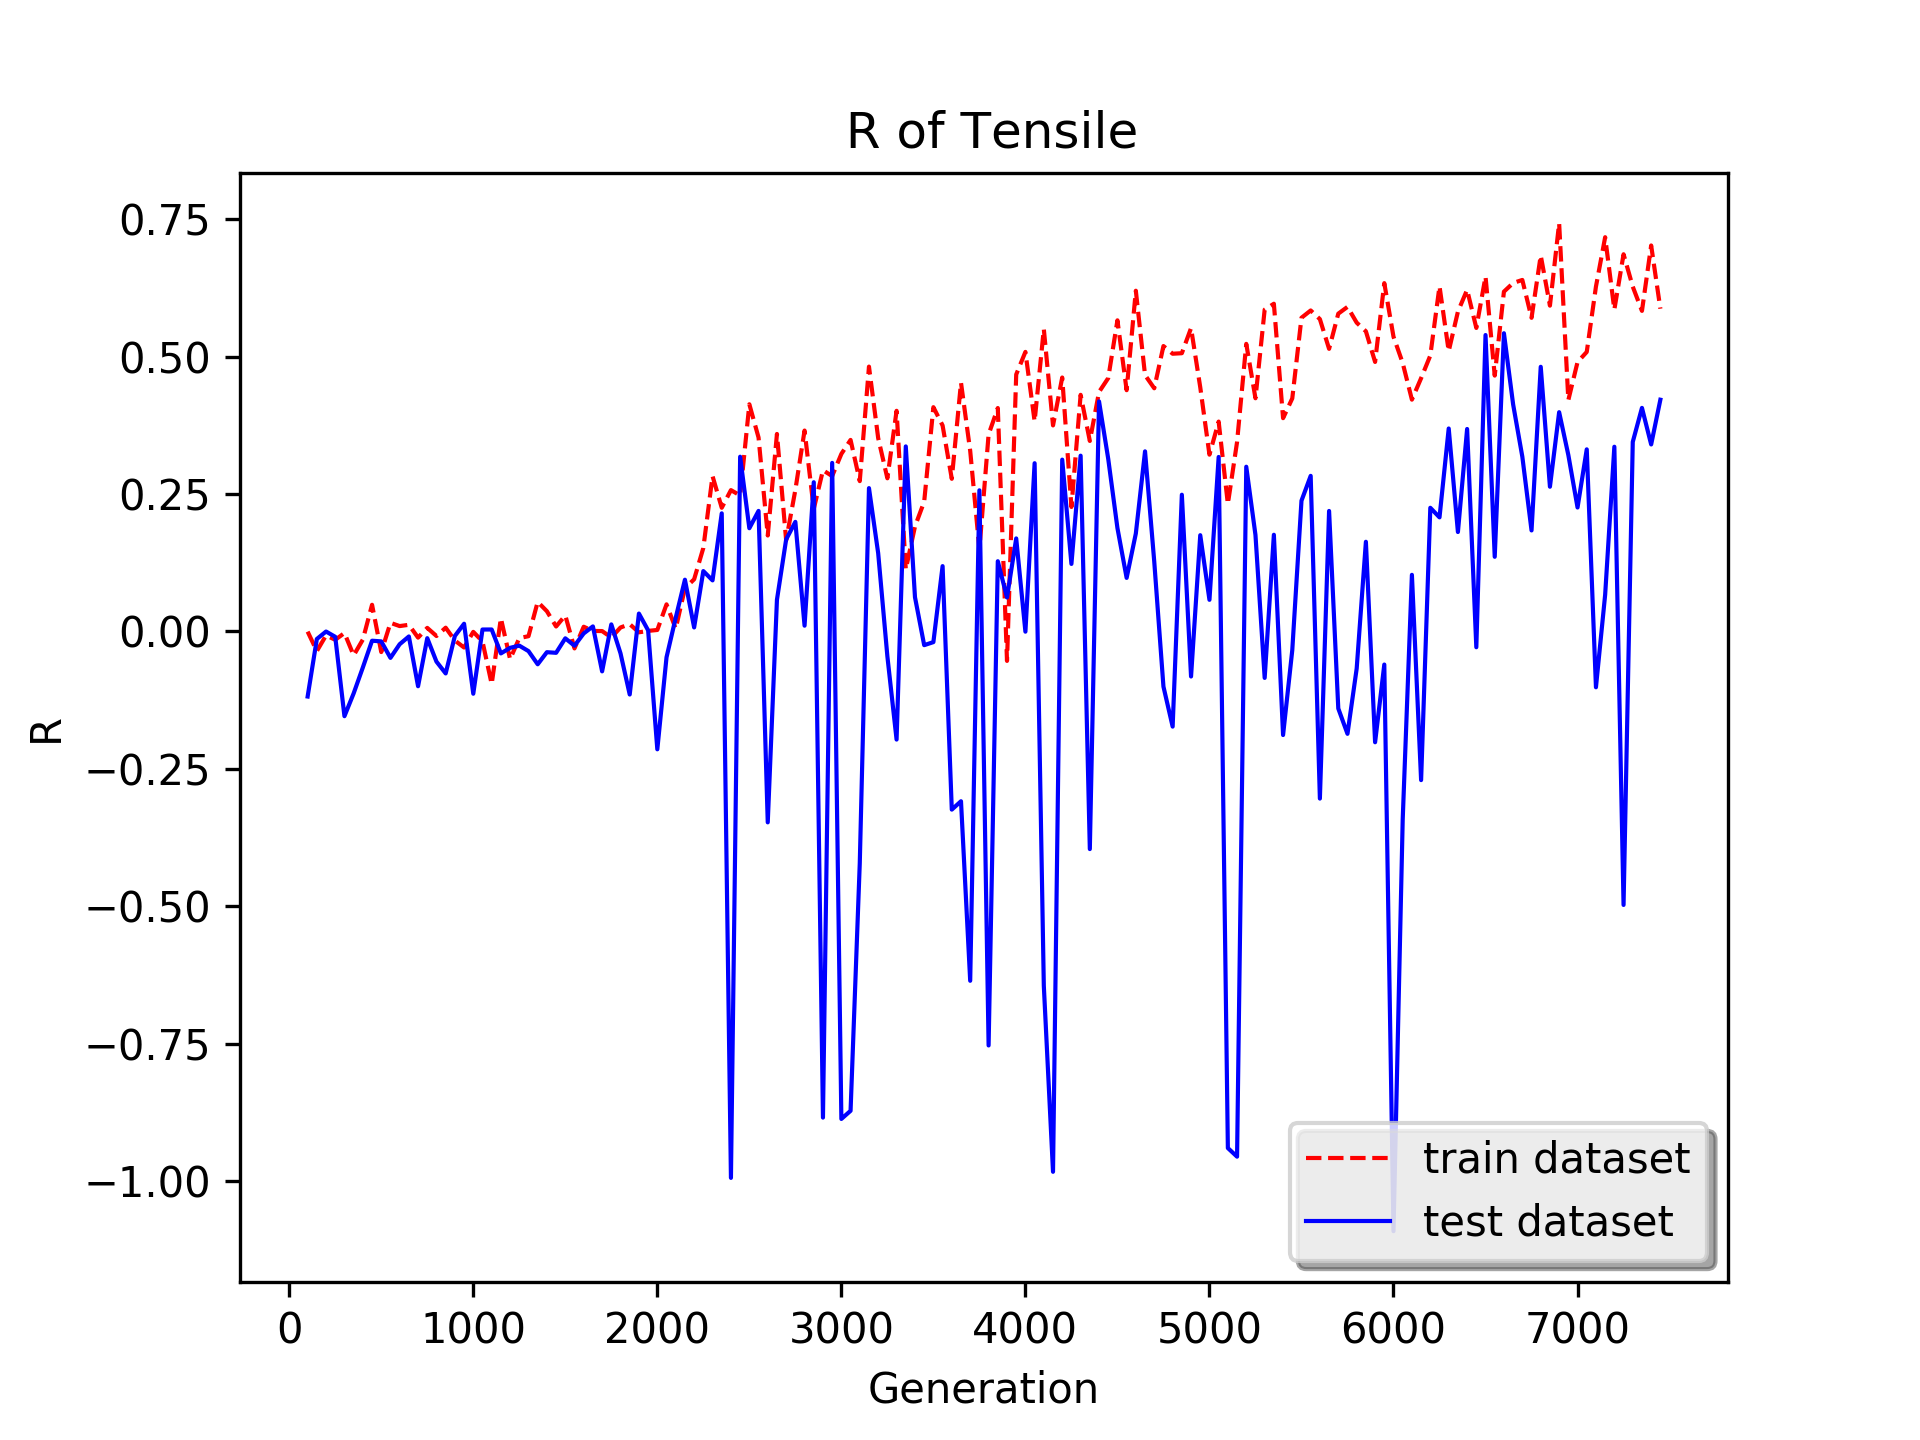 R of Tensile
0.75
0.50
0.25
0.00
−0.25
−0.50
−0.75
−1.00
R
0 1000 2000 3000 4000 5000 6000 7000
Generation
train dataset
test dataset